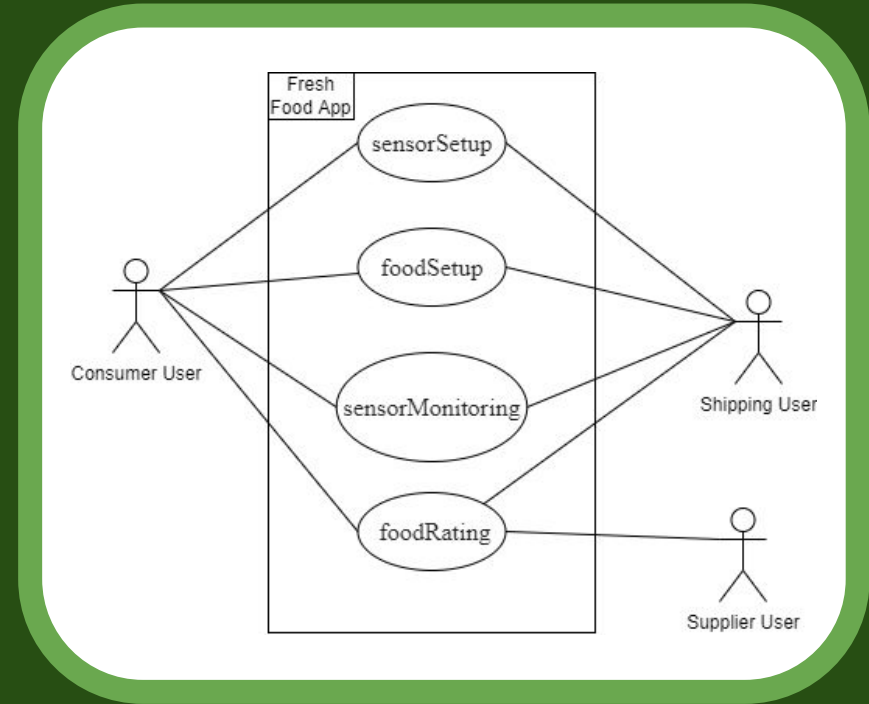 Fresh
Food App
sensorSetup
foodSetup
Consumer User
sensorMonitoring
Shipping User
foodRating
Supplier User